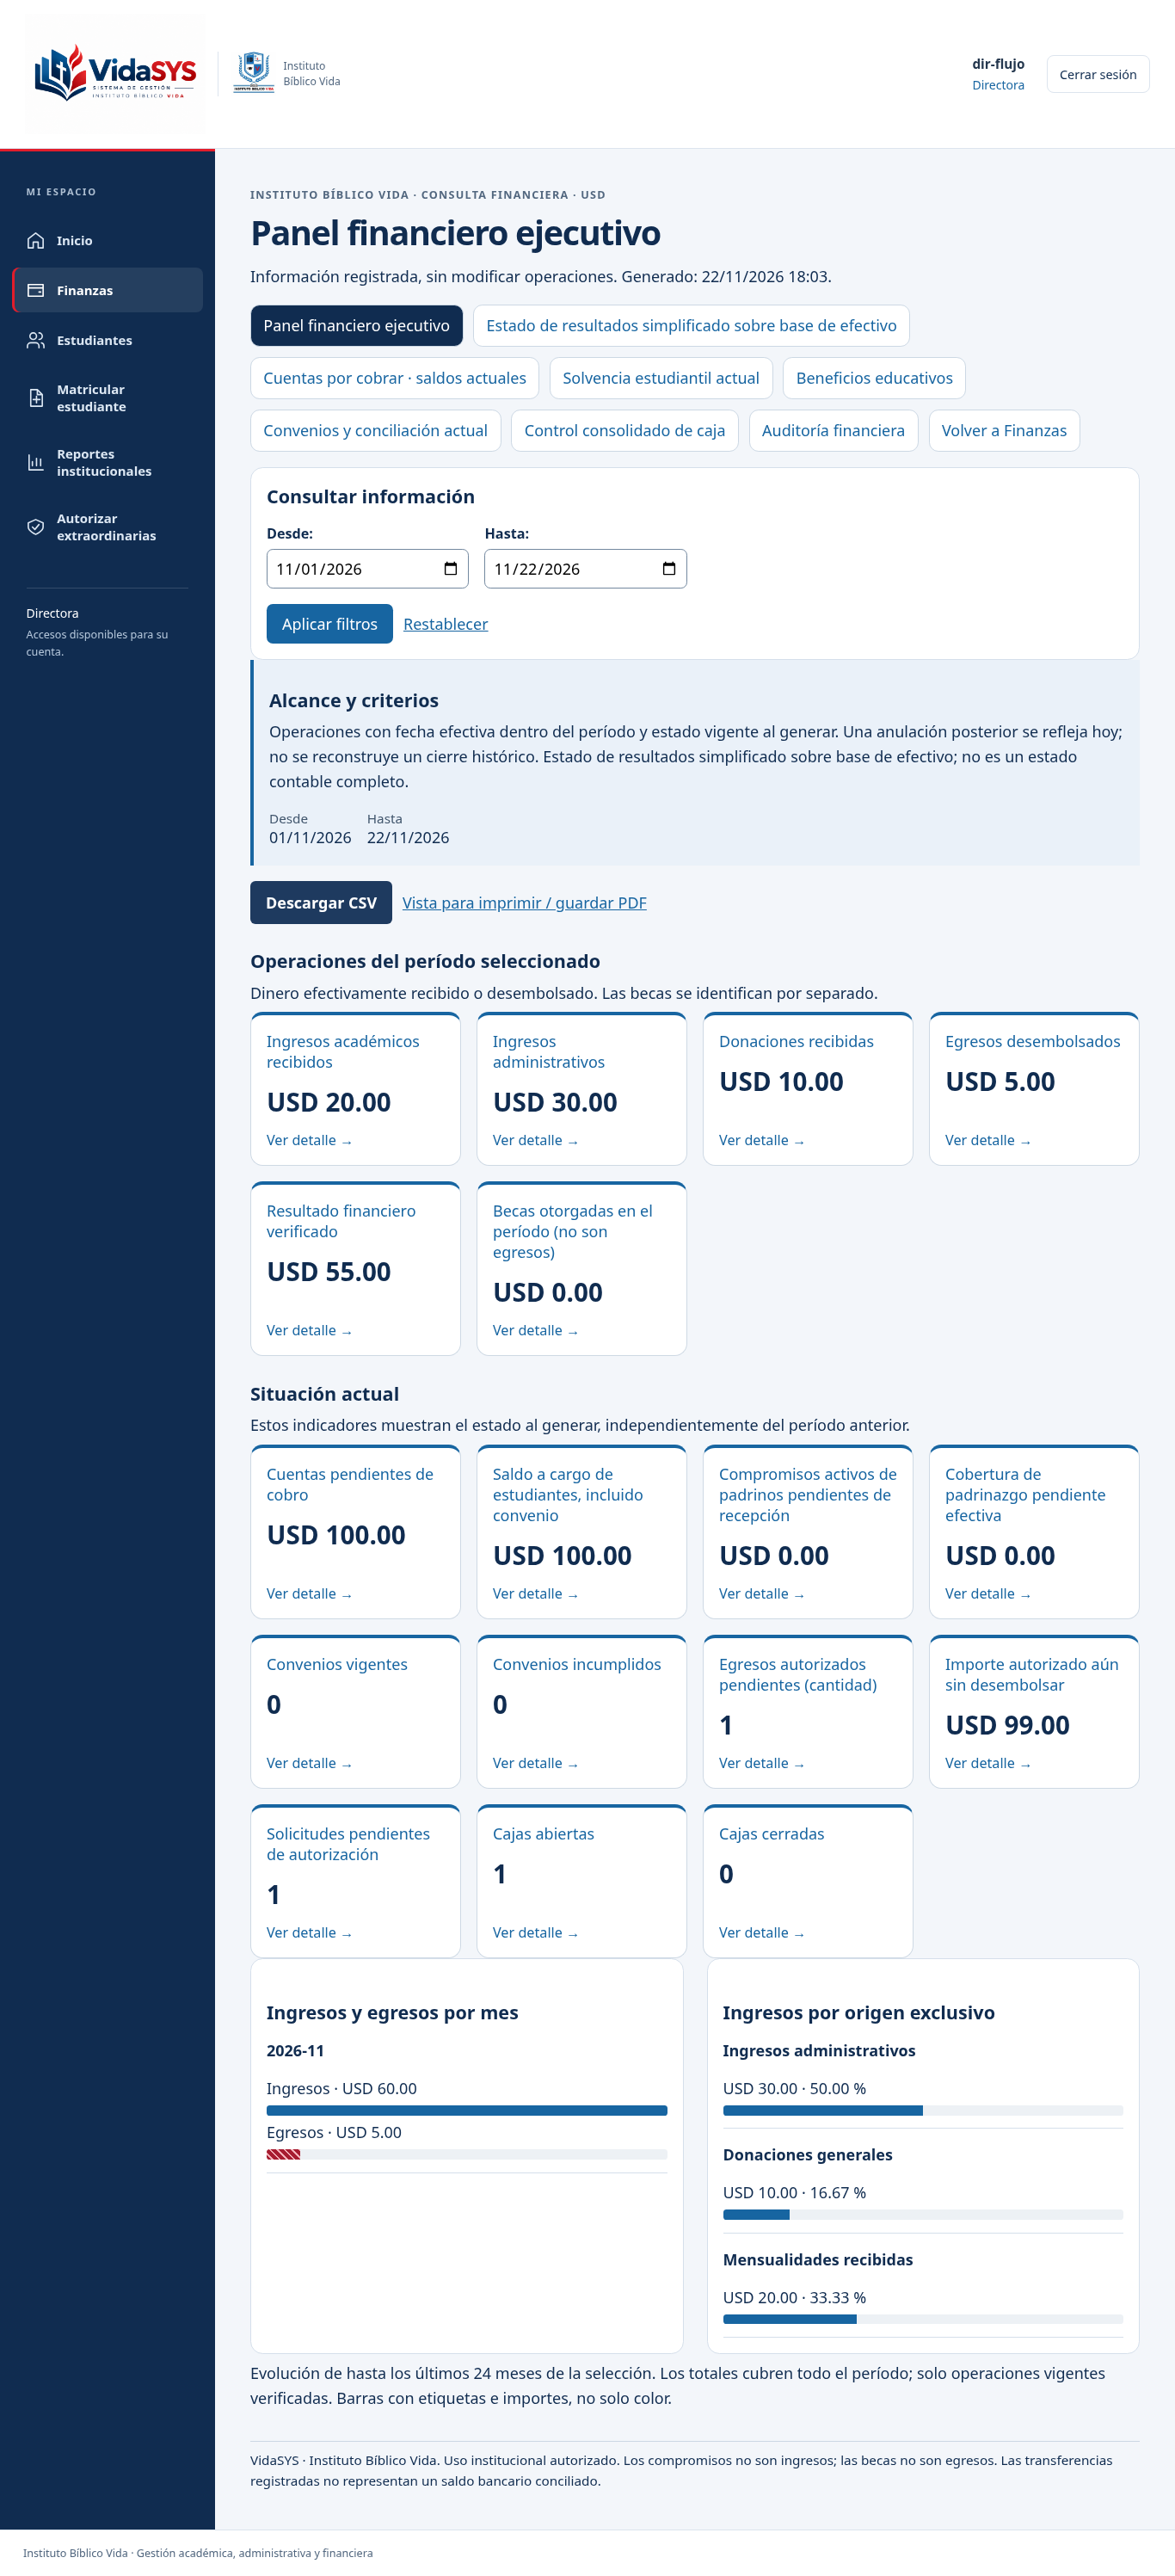 VidaSYS
SISTEMA DE GESTIÓN
INSTITUTO BÍBLICO VIDA
INSTITUTO BÍBLICO VIDA
Instituto
Bíblico Vida
dir-flujo
Directora
Cerrar sesión
MI ESPACIO
Inicio
Finanzas
Estudiantes
Matricular
estudiante
Reportes
institucionales
Autorizar
extraordinarias
Directora
Accesos disponibles para su
cuenta.
INSTITUTO BÍBLICO VIDA · CONSULTA FINANCIERA · USD
Panel financiero ejecutivo
Información registrada, sin modificar operaciones. Generado: 22/11/2026 18:03.
Panel financiero ejecutivo
Estado de resultados simplificado sobre base de efectivo
Cuentas por cobrar · saldos actuales
Solvencia estudiantil actual
Beneficios educativos
Convenios y conciliación actual
Control consolidado de caja
Auditoría financiera
Volver a Finanzas
Consultar información
Desde:
Hasta:
11/01/2026
11/22/2026
Aplicar filtros
Restablecer
Alcance y criterios
Operaciones con fecha efectiva dentro del período y estado vigente al generar. Una anulación posterior se refleja hoy;
no se reconstruye un cierre histórico. Estado de resultados simplificado sobre base de efectivo; no es un estado
contable completo.
Desde
Hasta
01/11/2026
22/11/2026
Descargar CSV
Vista para imprimir / guardar PDF
Operaciones del período seleccionado
Dinero efectivamente recibido o desembolsado. Las becas se identifican por separado.
Ingresos académicos
recibidos
USD 20.00
Ver detalle →
Ingresos
administrativos
USD 30.00
Ver detalle →
Donaciones recibidas
USD 10.00
Ver detalle →
Egresos desembolsados
USD 5.00
Ver detalle →
Resultado financiero
verificado
USD 55.00
Ver detalle →
Becas otorgadas en el
período (no son
egresos)
USD 0.00
Ver detalle →
Situación actual
Estos indicadores muestran el estado al generar, independientemente del período anterior.
Cuentas pendientes de
cobro
USD 100.00
Ver detalle →
Saldo a cargo de
estudiantes, incluido
convenio
USD 100.00
Ver detalle →
Compromisos activos de
padrinos pendientes de
recepción
USD 0.00
Ver detalle →
Cobertura de
padrinazgo pendiente
efectiva
USD 0.00
Ver detalle →
Convenios vigentes
0
Ver detalle →
Convenios incumplidos
0
Ver detalle →
Egresos autorizados
pendientes (cantidad)
1
Ver detalle →
Importe autorizado aún
sin desembolsar
USD 99.00
Ver detalle →
Solicitudes pendientes
de autorización
1
Ver detalle →
Cajas abiertas
1
Ver detalle →
Cajas cerradas
0
Ver detalle →
Ingresos y egresos por mes
2026-11
Ingresos · USD 60.00
Egresos · USD 5.00
Ingresos por origen exclusivo
Ingresos administrativos
USD 30.00 · 50.00 %
Donaciones generales
USD 10.00 · 16.67 %
Mensualidades recibidas
USD 20.00 · 33.33 %
Evolución de hasta los últimos 24 meses de la selección. Los totales cubren todo el período; solo operaciones vigentes
verificadas. Barras con etiquetas e importes, no solo color.
VidaSYS · Instituto Bíblico Vida. Uso institucional autorizado. Los compromisos no son ingresos; las becas no son egresos. Las transferencias
registradas no representan un saldo bancario conciliado.
Instituto Bíblico Vida · Gestión académica, administrativa y financiera